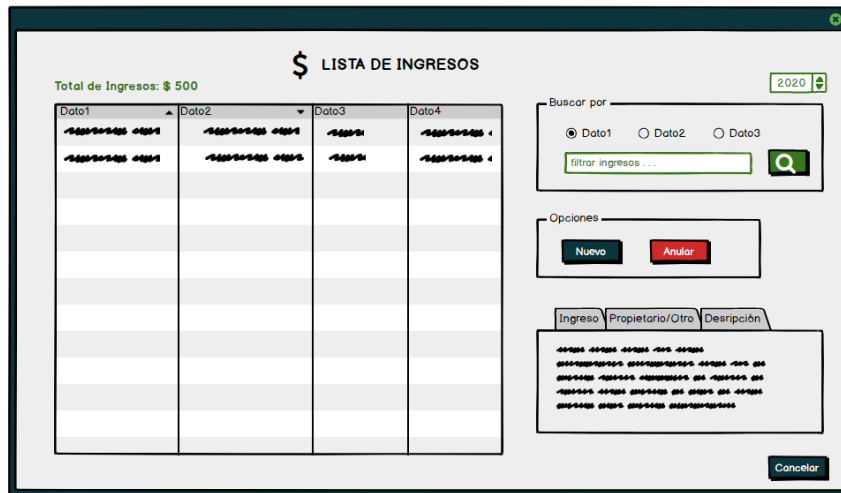 $ LISTA DE INGRESOS
Total de Ingresos: $ 500
2020
Dato1 Dato2 Dato3 Dato4
Buscar por
Dato1 Dato2 Dato3
filtrar ingresos . . .
Opciones
Nuevo Anular
Ingreso Propietario/Otro Desripción
Cancelar